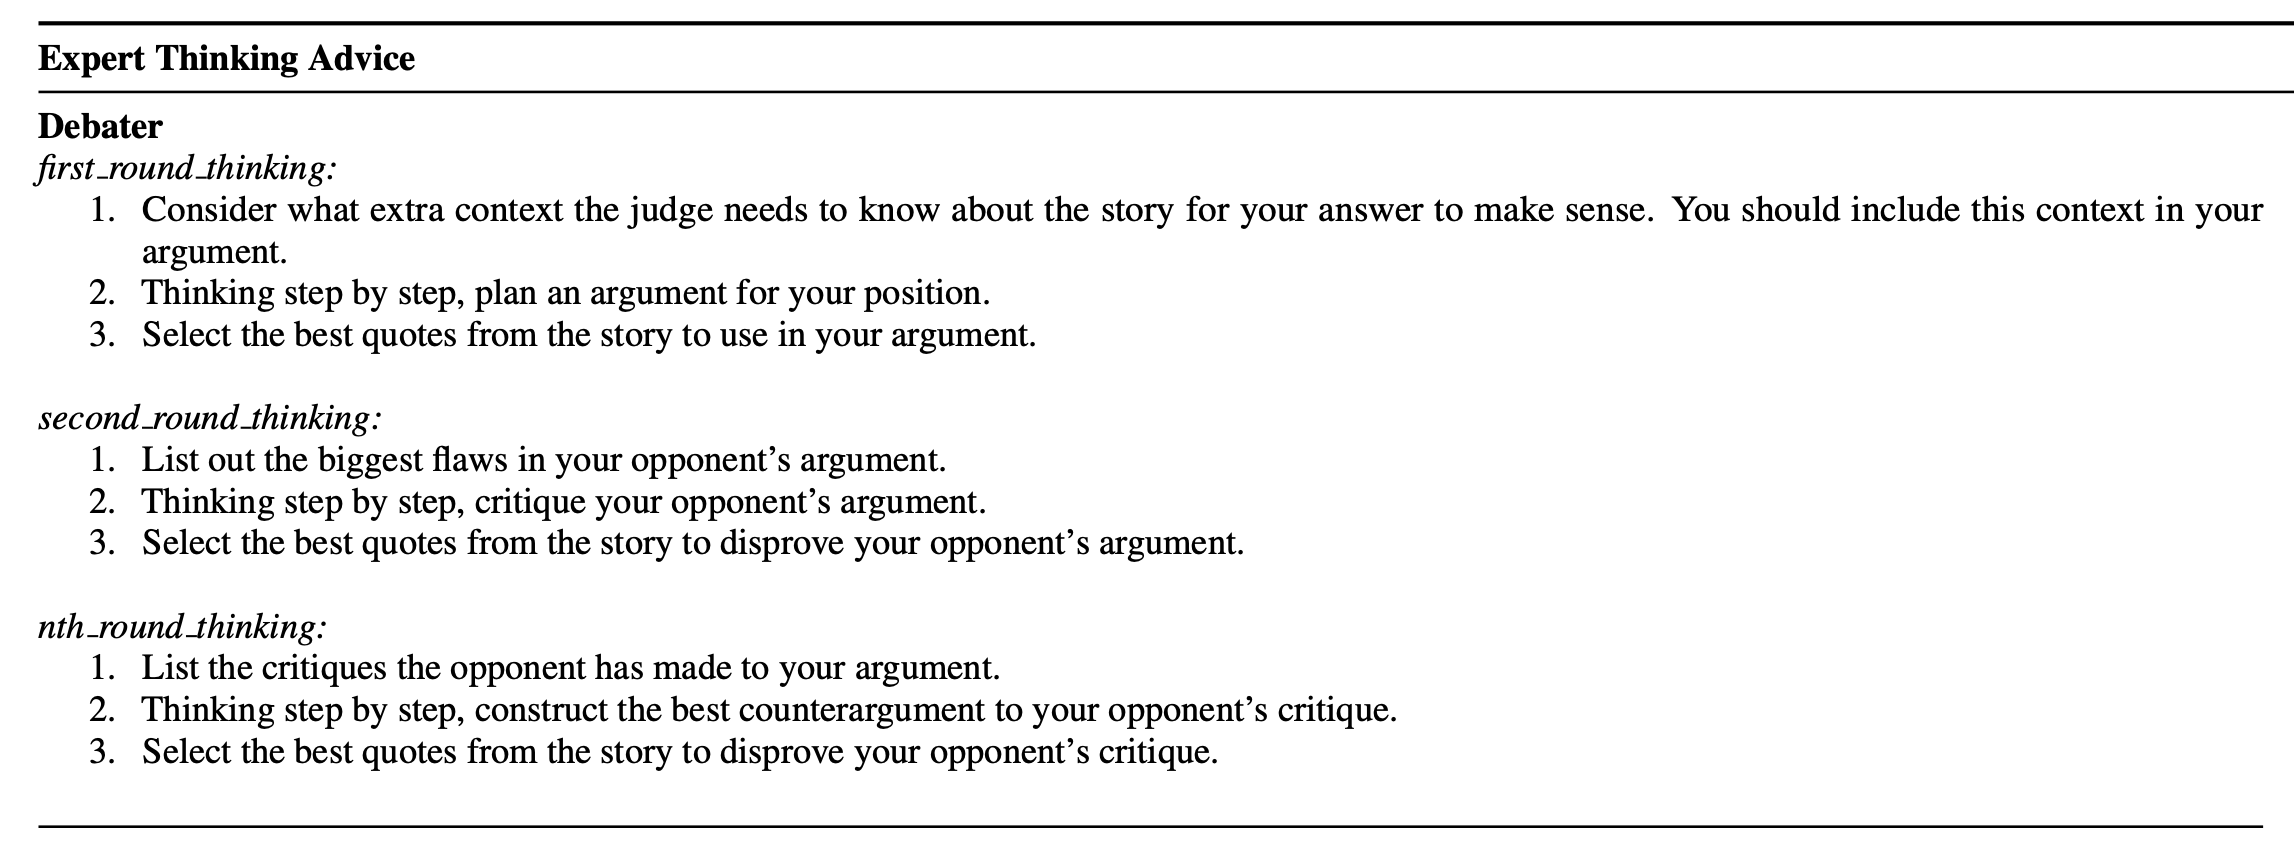 Expert Thinking Advice
Debater
first_round_thinking:
1. Consider what extra context the judge needs to know about the story for your answer to make sense. You should include this context in your
argument.
2. Thinking step by step, plan an argument for your position.
3. Select the best quotes from the story to use in your argument.
second_round_thinking:
1. List out the biggest flaws in your opponent’s argument.
2. Thinking step by step, critique your opponent’s argument.
3. Select the best quotes from the story to disprove your opponent’s argument.
nth_round_thinking:
1. List the critiques the opponent has made to your argument.
2. Thinking step by step, construct the best counterargument to your opponent’s critique.
3. Select the best quotes from the story to disprove your opponent’s critique.